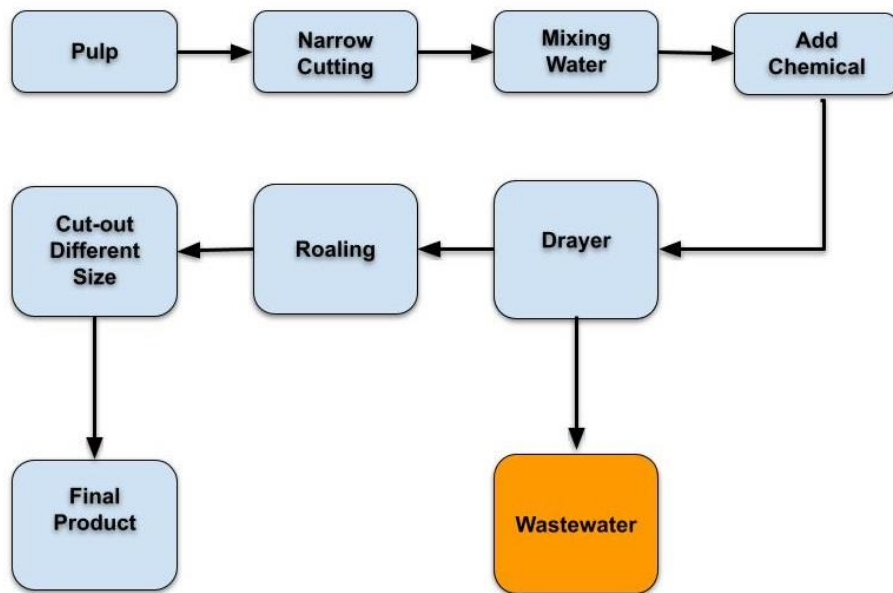 Pulp
Narrow
Cutting
Mixing
Water
Add
Chemical
Cut-out
Different
Size
Roaling
Drayer
Final
Product
Wastewater